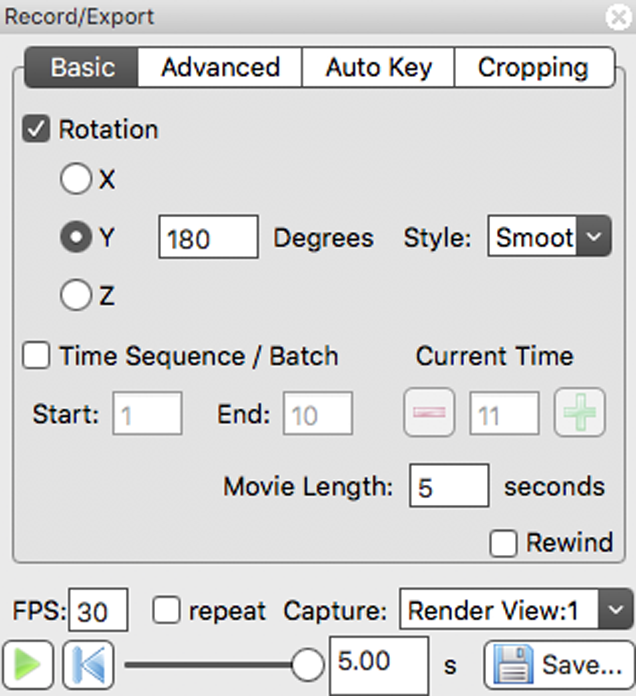 Record/Export
Basic Advanced Auto Key Cropping
Rotation
X
Y 180 Degrees Style: Smoot
Z
Time Sequence / Batch Current Time
Start: 1 End: 10 11
Movie Length: 5 seconds
Rewind
FPS: 30 repeat Capture: Render View:1
5.00 s Save...